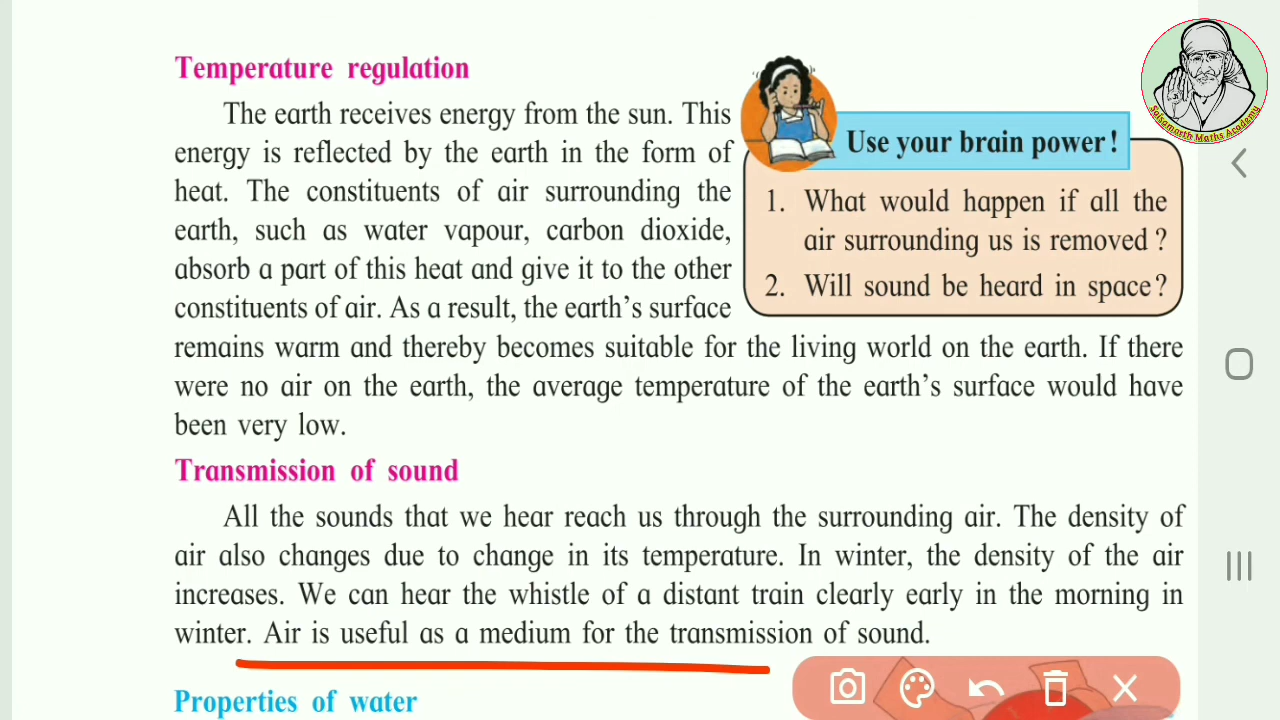 Temperature regulation
The earth receives energy from the sun. This
energy is reflected by the earth in the form of
heat. The constituents of air surrounding the
earth, such as water vapour, carbon dioxide,
absorb a part of this heat and give it to the other
constituents of air. As a result, the earth's surface
remains warm and thereby becomes suitable for the living world on the earth. If there
were no air on the earth, the average temperature of the earth's surface would have
been very low.
Use your brain power!
1. What would happen if all the
air surrounding us is removed ?
2. Will sound be heard in space?
Transmission of sound
All the sounds that we hear reach us through the surrounding air. The density of
air also changes due to change in its temperature. In winter, the density of the air
increases. We can hear the whistle of a distant train clearly early in the morning in
winter. Air is useful as a medium for the transmission of sound.
Properties of water
Saisamarth Maths Academy